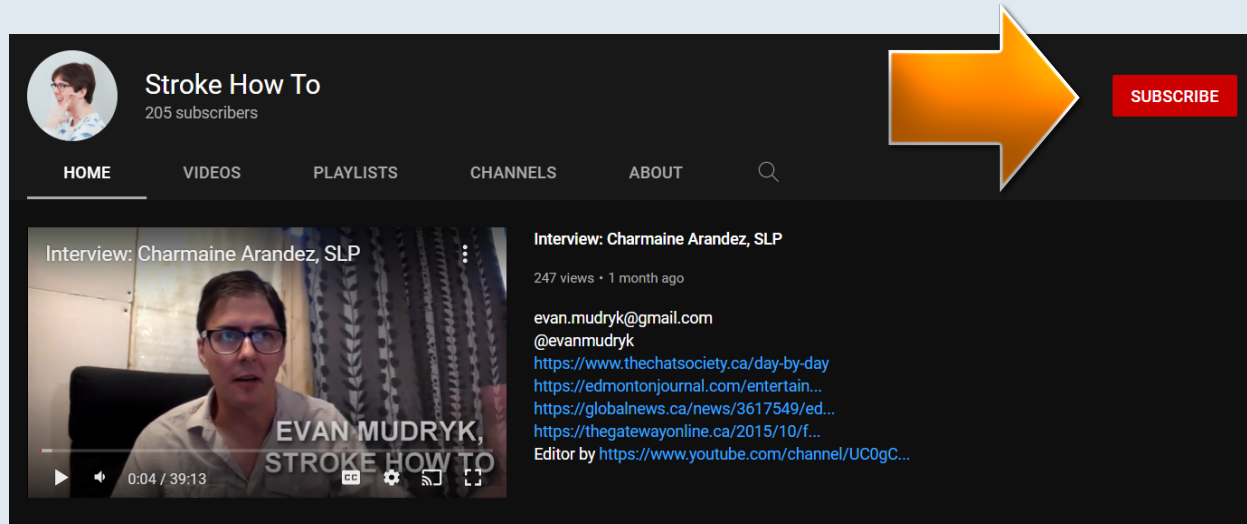 Stroke How To
205 subscribers
SUBSCRIBE
HOME VIDEOS PLAYLISTS CHANNELS ABOUT
Interview: Charmaine Arandez, SLP
EVAN MUDRYK,
STROKE HOW TO
0:04 / 39:13
CC
Interview: Charmaine Arandez, SLP
247 views • 1 month ago
evan.mudryk@gmail.com
@evanmudryk
https://www.thechatsociety.ca/day-by-day
https://edmontonjournal.com/entertain...
https://globalnews.ca/news/3617549/ed...
https://thegatewayonline.ca/2015/10/f...
Editor by https://www.youtube.com/channel/UC0gC...